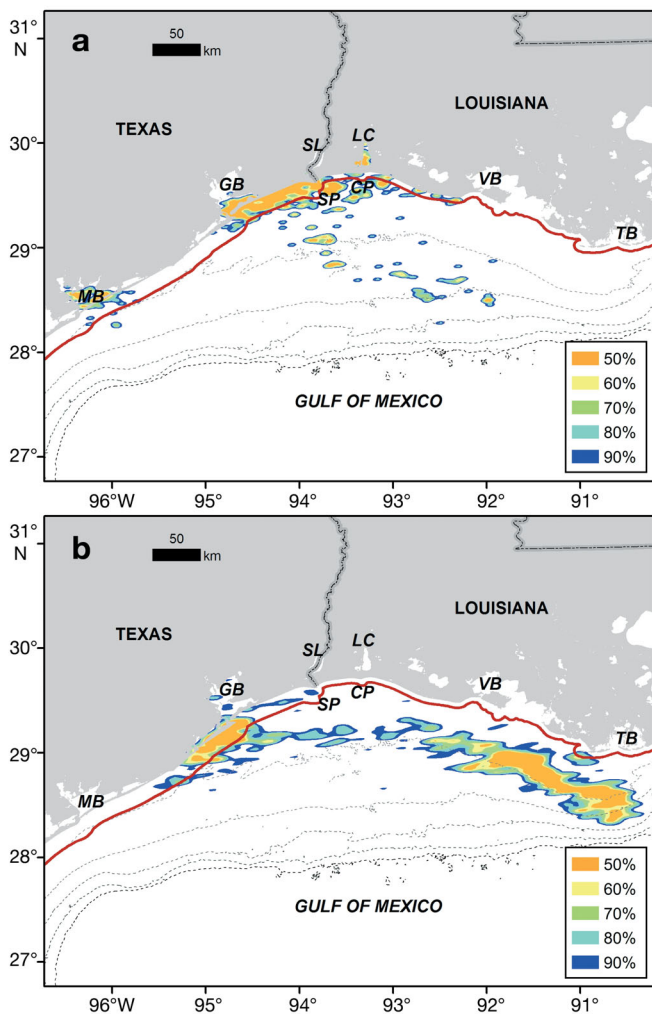 31°
N
a
50
km
TEXAS
LOUISIANA
30°
SL
LC
GB
SP
CP
VB
29°
TB
MB
28°
50%
60%
70%
80%
90%
GULF OF MEXICO
27°
96°W
95°
94°
93°
92°
91°
31°
N
b
50
km
TEXAS
LOUISIANA
30°
SL
LC
GB
SP
CP
VB
29°
TB
MB
28°
50%
60%
70%
80%
90%
GULF OF MEXICO
27°
96°W
95°
94°
93°
92°
91°